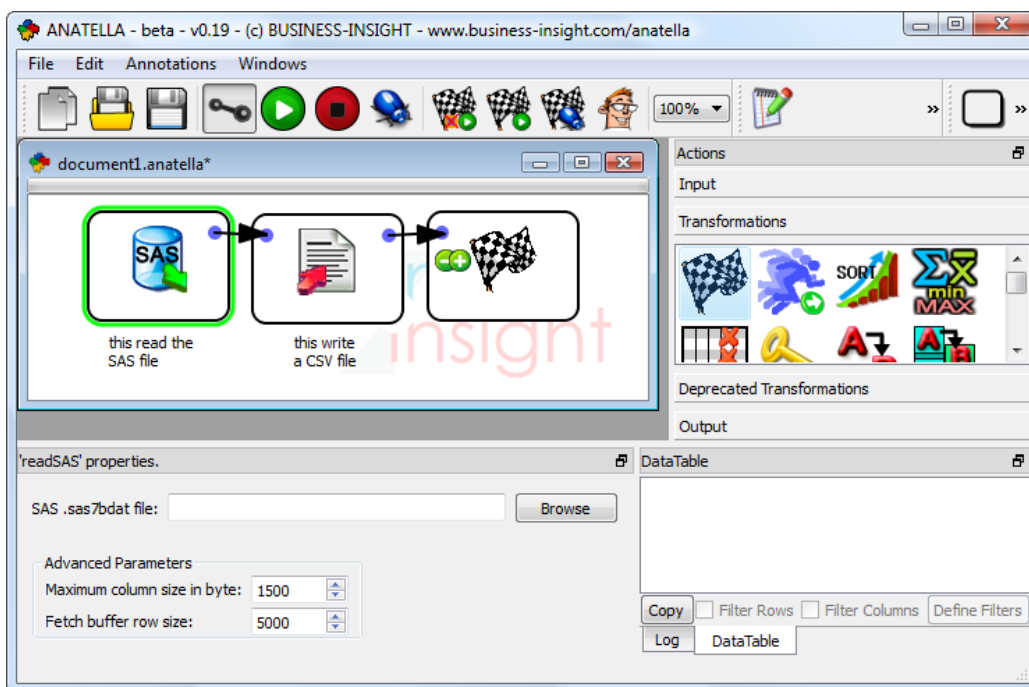 ANATELLA - beta - v0.19 - (c) BUSINESS-INSIGHT - www.business-insight.com/anatella
File Edit Annotations Windows
100%
document1.anatella*
Actions
Input
Transformations
SAS
SORT
min
MAX
A
A
B
insight
this read the
SAS file
this write
a CSV file
Deprecated Transformations
Output
'readSAS' properties.
DataTable
SAS .sas7bdat file:
Browse
Advanced Parameters
Maximum column size in byte: 1500
Fetch buffer row size: 5000
Copy Filter Rows Filter Columns Define Filters
Log DataTable